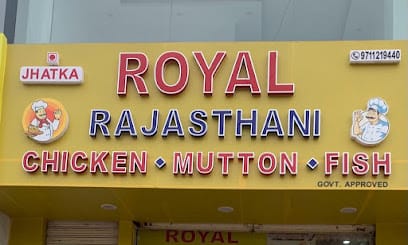 JHATKA
9711219440
ROYAL
RAJASTHANI
CHICKEN • MUTTON • FISH
GOVT. APPROVED
ROYAL